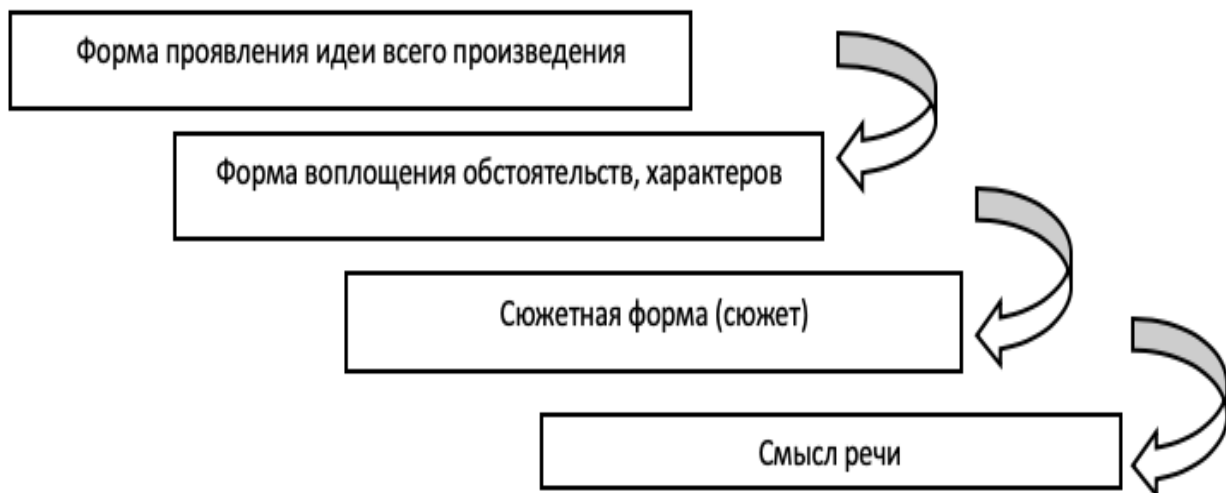 Форма проявления идеи всего произведения
Форма воплощения обстоятельств, характеров
Сюжетная форма (сюжет)
Смысл речи